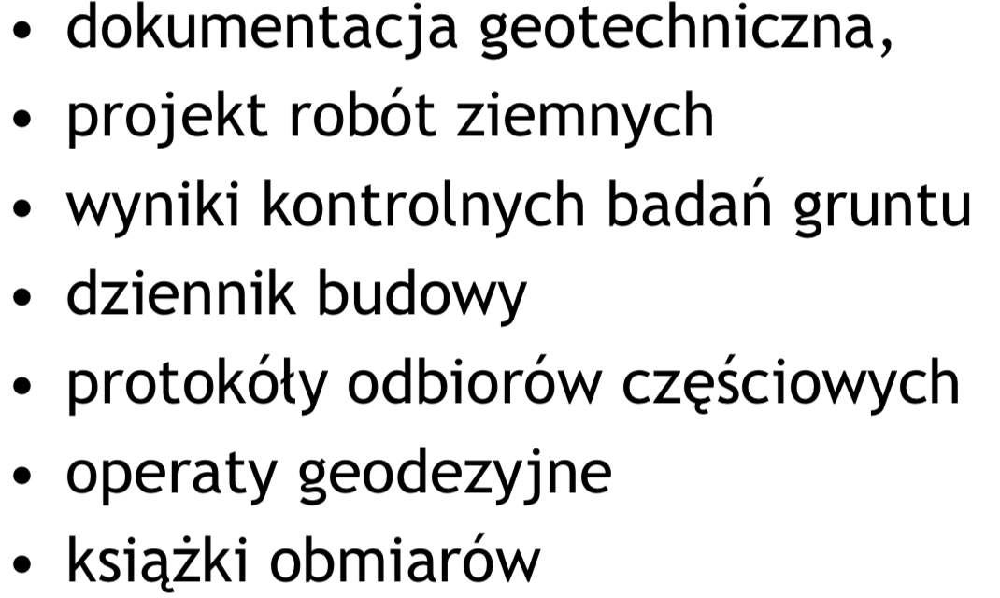 • dokumentacja geotechniczna,
• projekt robót ziemnych
• wyniki kontrolnych badań gruntu
• dziennik budowy
• protokóły odbiorów częściowych
• operaty geodezyjne
• książki obmiarów